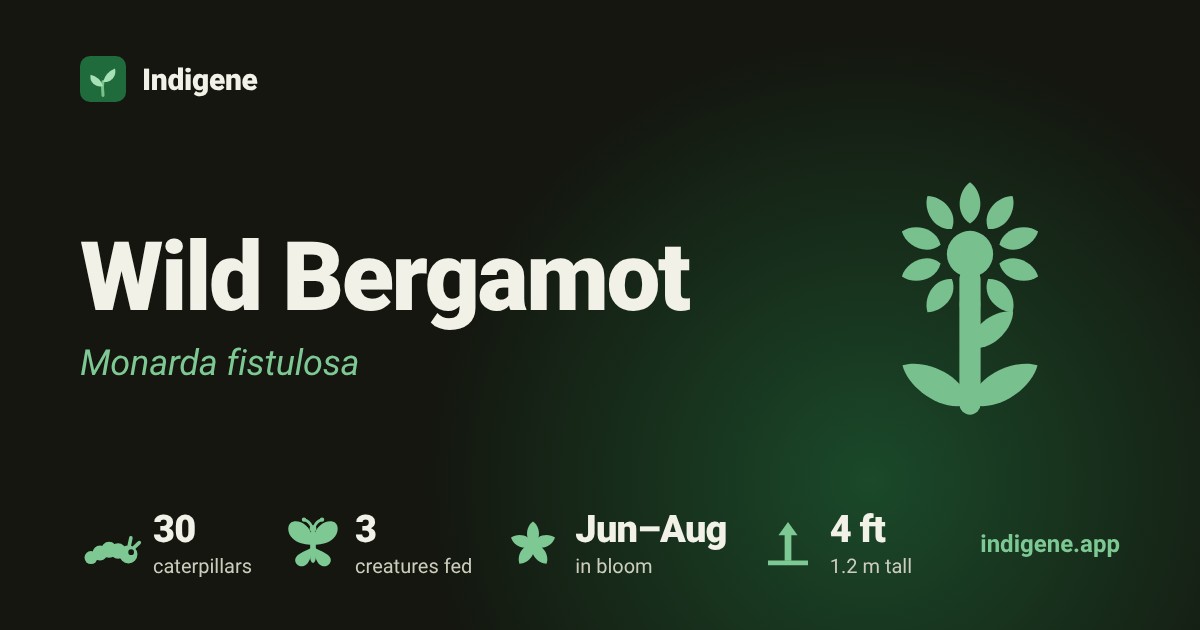 Indigene
Wild Bergamot
Monarda fistulosa
30
caterpillars
3
creatures fed
Jun–Aug
in bloom
4 ft
1.2 m tall
indigene.app